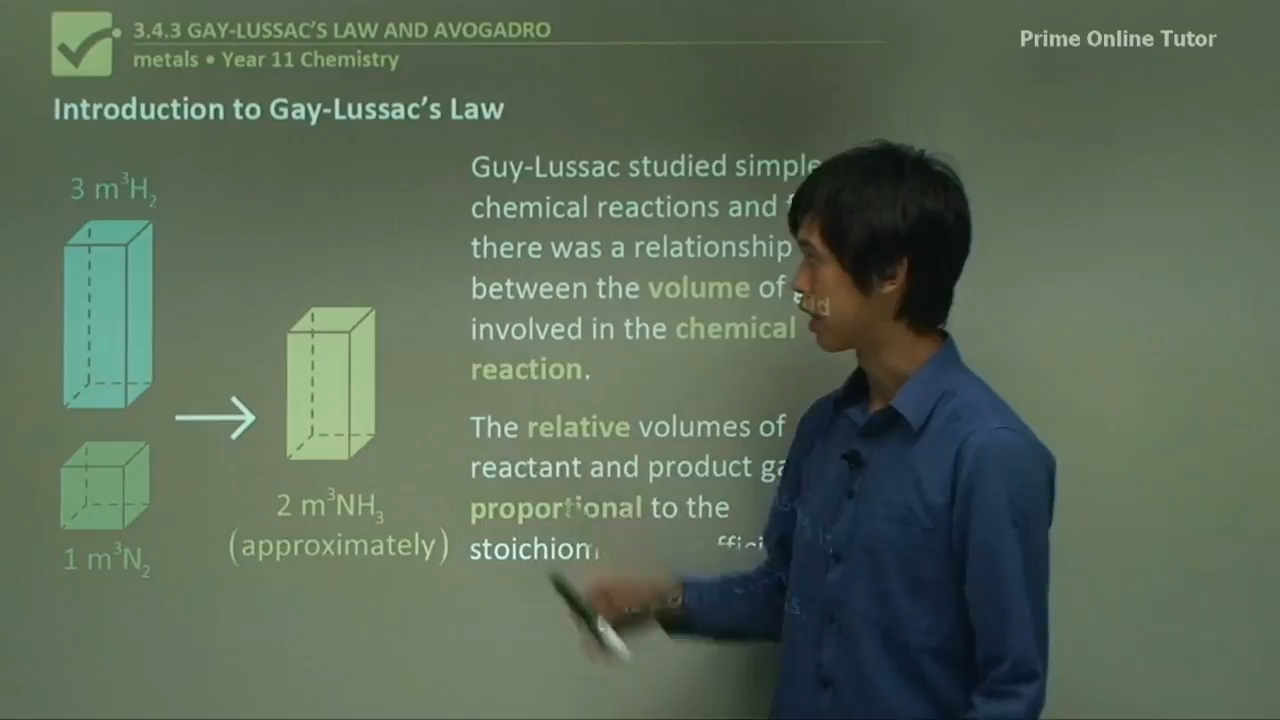 3.4.3 GAY-LUSSAC'S LAW AND AVOGADRO
metals • Year 11 Chemistry
Prime Online Tutor
Introduction to Gay-Lussac's Law
3 m³H₂
1 m³N₂
2 m³NH₃
(approximately)
Guy-Lussac studied simple
chemical reactions and
there was a relationship
between the volume of
involved in the chemical
reaction.
The relative volumes of
reactant and product
proportional to the